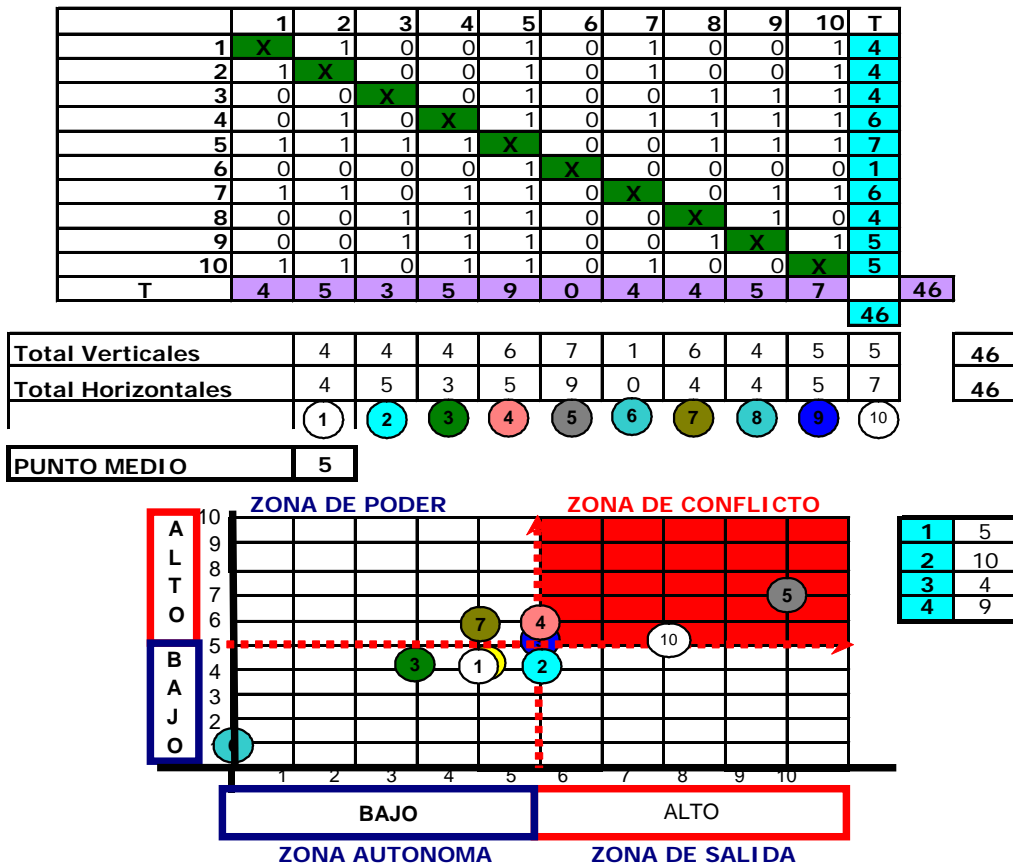 1 2 3 4 5 6 7 8 9 10 T
1 X 1 0 0 1 0 1 0 0 1 4
2 1 X 0 0 1 0 1 0 0 1 4
3 0 0 X 0 1 0 0 1 1 1 4
4 0 1 0 X 1 0 1 1 1 1 6
5 1 1 1 1 X 0 0 1 1 1 7
6 0 0 0 0 1 X 0 0 0 0 1
7 1 1 0 1 1 0 X 0 1 1 6
8 0 0 1 1 1 0 0 X 1 0 4
9 0 0 1 1 1 0 0 1 X 1 5
10 1 1 0 1 1 0 1 0 0 X 5
T 4 5 3 5 9 0 4 4 5 7 46
46
Total Verticales 4 4 4 6 7 1 6 4 5 5 46
Total Horizontales 4 5 3 5 9 0 4 4 5 7 46
1 2 3 4 5 6 7 8 9 10
PUNTO MEDIO 5
ZONA DE PODER ZONA DE CONFLICTO
ALTO
BAJO
10
9
8
7
6
5
4
3
2
5
7 4
10
3 1 2
1 5
2 10
3 4
4 9
1 2 3 4 5 6 7 8 9 10
BAJO ALTO
ZONA AUTONOMA ZONA DE SALIDA